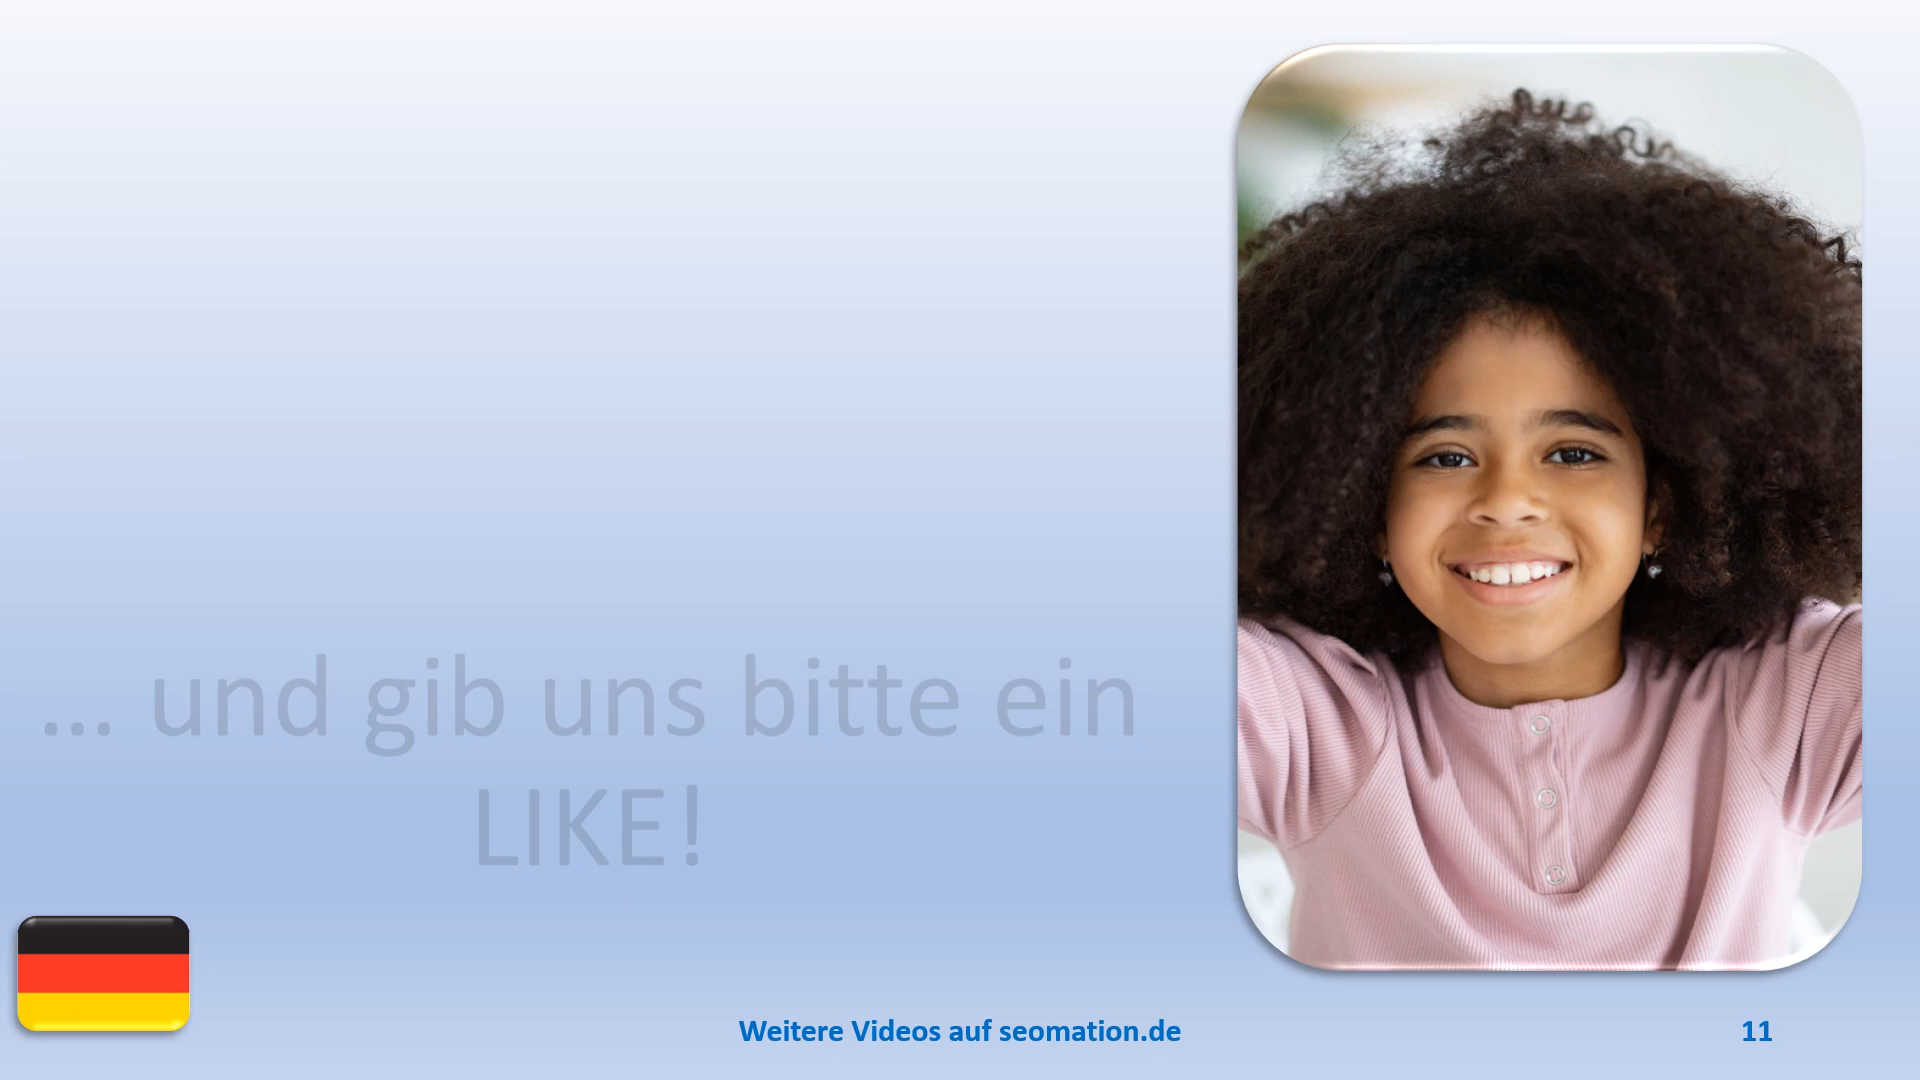 ... und gib uns bitte ein
LIKE!
Weitere Videos auf seomation.de
11